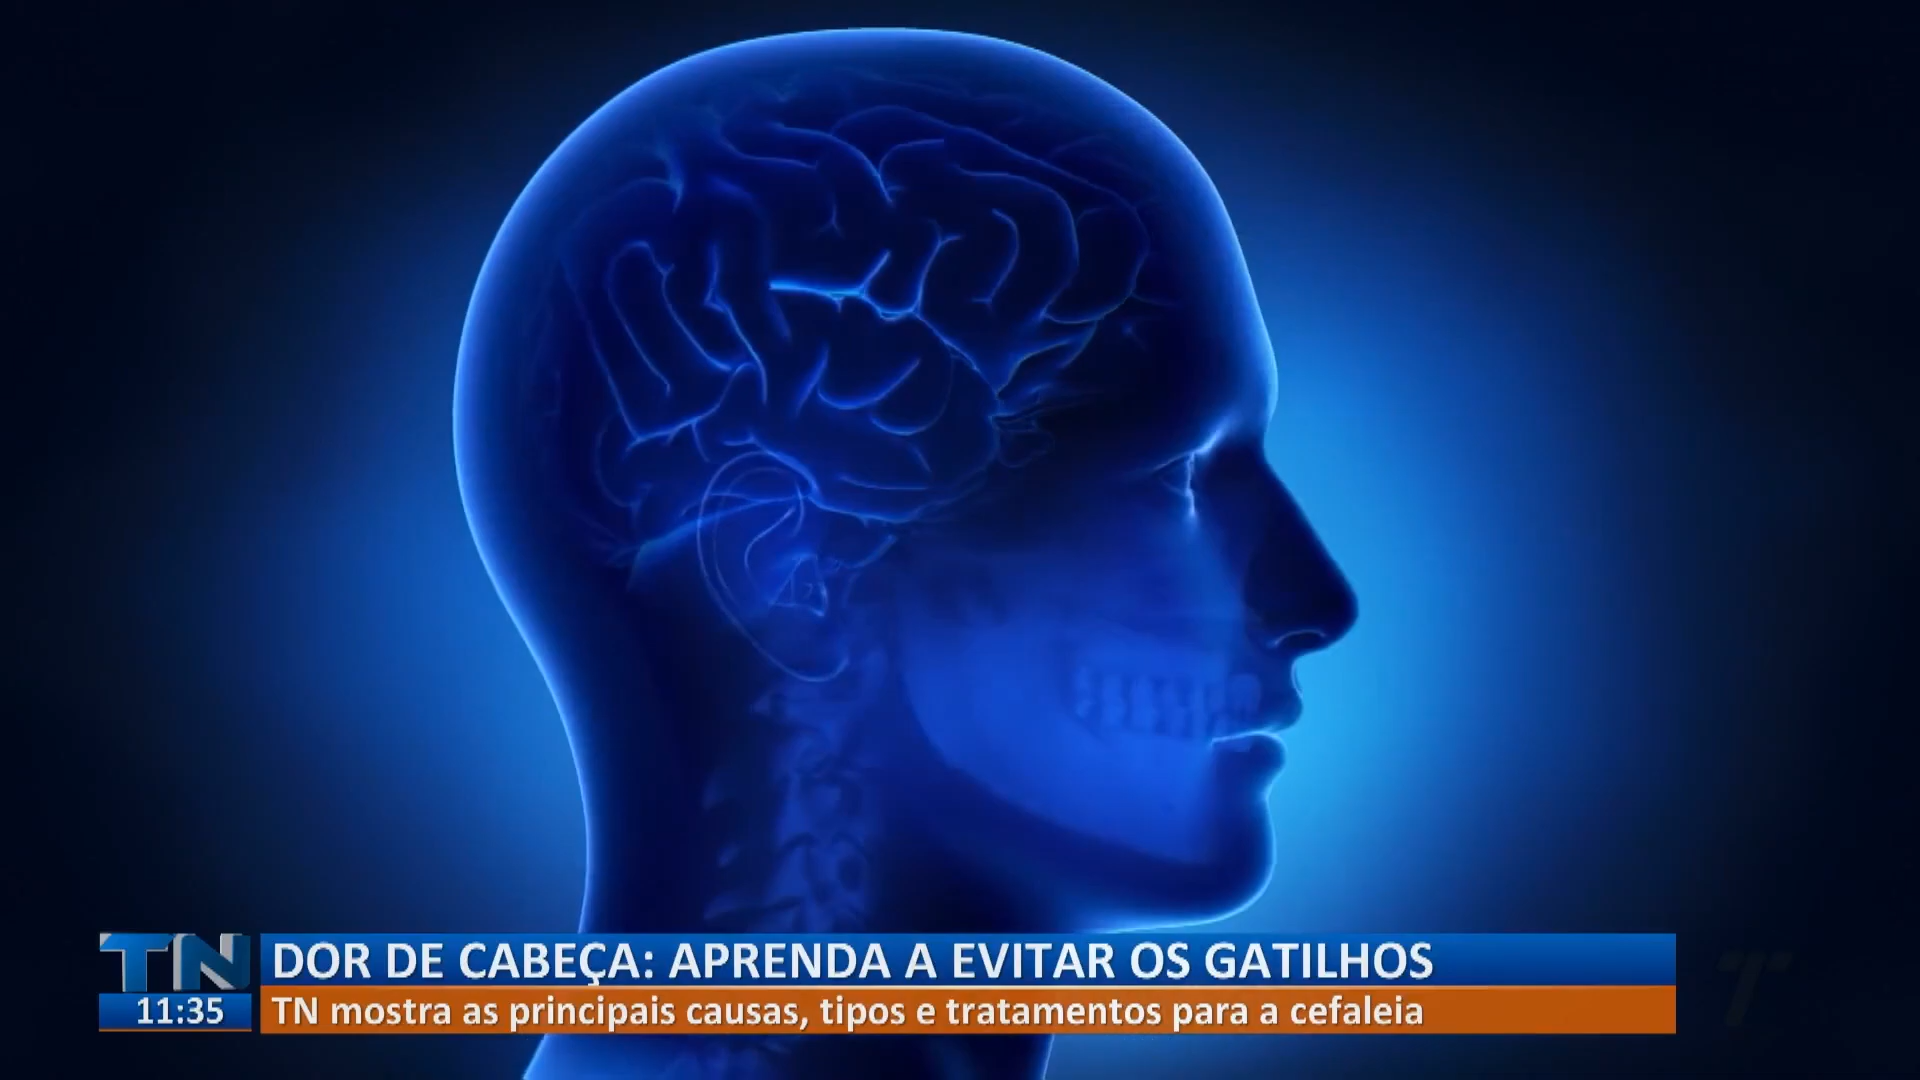 TN
DOR DE CABEÇA: APRENDA A EVITAR OS GATILHOS
11:35
TN mostra as principais causas, tipos e tratamentos para a cefaleia